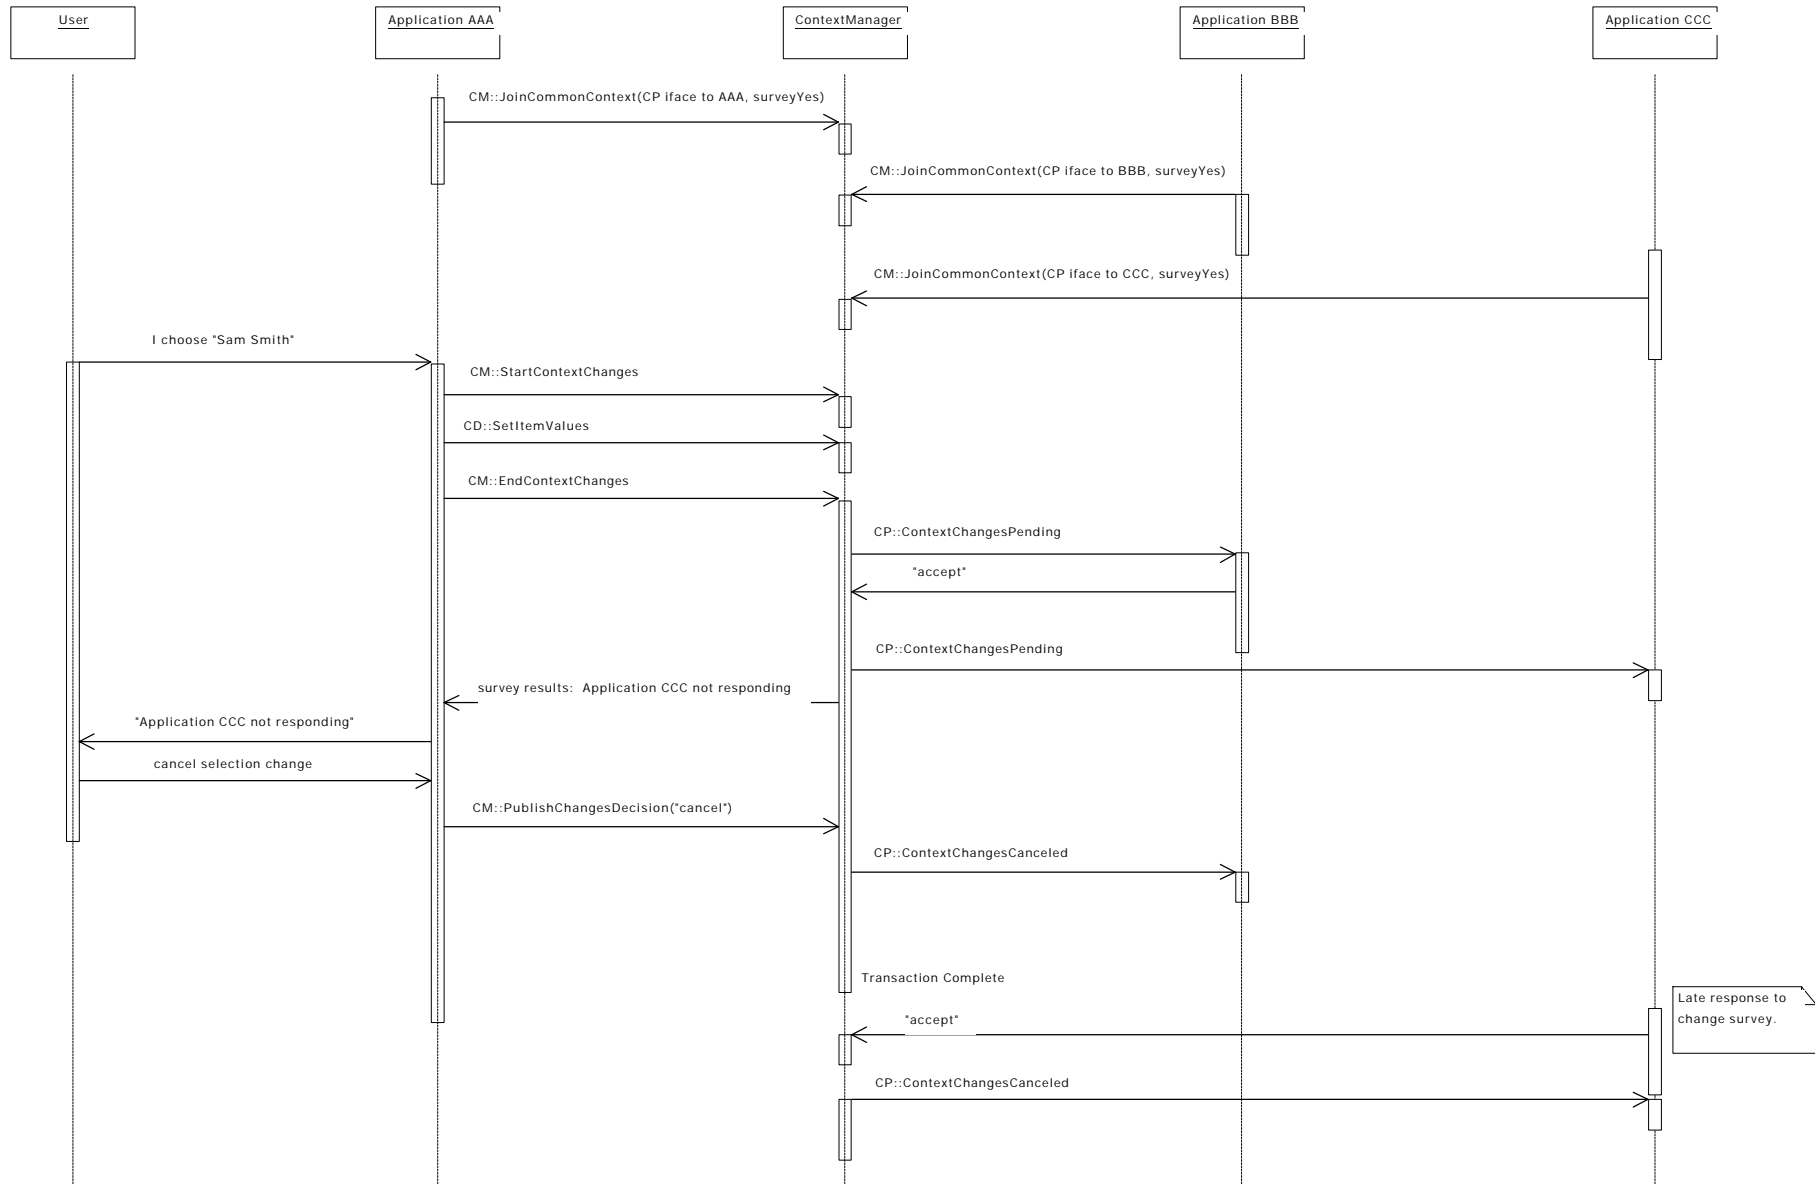 User
Application AAA
ContextManager
Application BBB
Application CCC
CM::JoinCommonContext(CP iface to AAA, surveyYes)
CM::JoinCommonContext(CP iface to BBB, surveyYes)
CM::JoinCommonContext(CP iface to CCC, surveyYes)
I choose "Sam Smith"
CM::StartContextChanges
CD::SetItemValues
CM::EndContextChanges
CP::ContextChangesPending
"accept"
CP::ContextChangesPending
survey results:  Application CCC not responding
"Application CCC not responding"
cancel selection change
CM::PublishChangesDecision("cancel")
CP::ContextChangesCanceled
Transaction Complete
Late response to
change survey.
"accept"
CP::ContextChangesCanceled